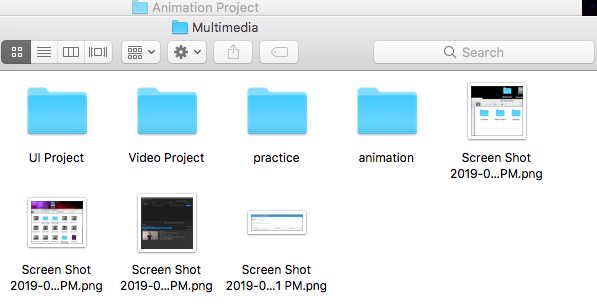 Animation Project
Multimedia
Search
UI Project
Video Project
practice
animation
Screen Shot
2019-0...PM.png
Screen Shot
2019-0...PM.png
Screen Shot
2019-0...PM.png
Screen Shot
2019-0...1 PM.png